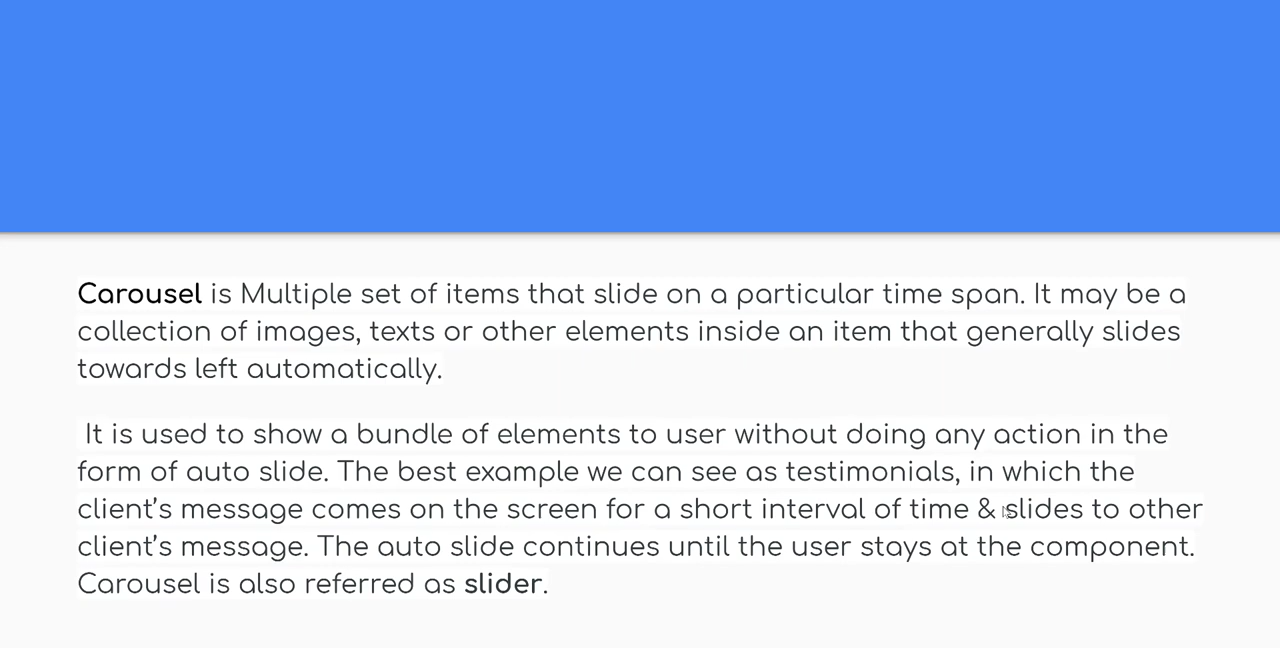 Carousel is Multiple set of items that slide on a particular time span. It may be a
collection of images, texts or other elements inside an item that generally slides
towards left automatically.
It is used to show a bundle of elements to user without doing any action in the
form of auto slide. The best example we can see as testimonials, in which the
client’s message comes on the screen for a short interval of time & slides to other
client’s message. The auto slide continues until the user stays at the component.
Carousel is also referred as slider.